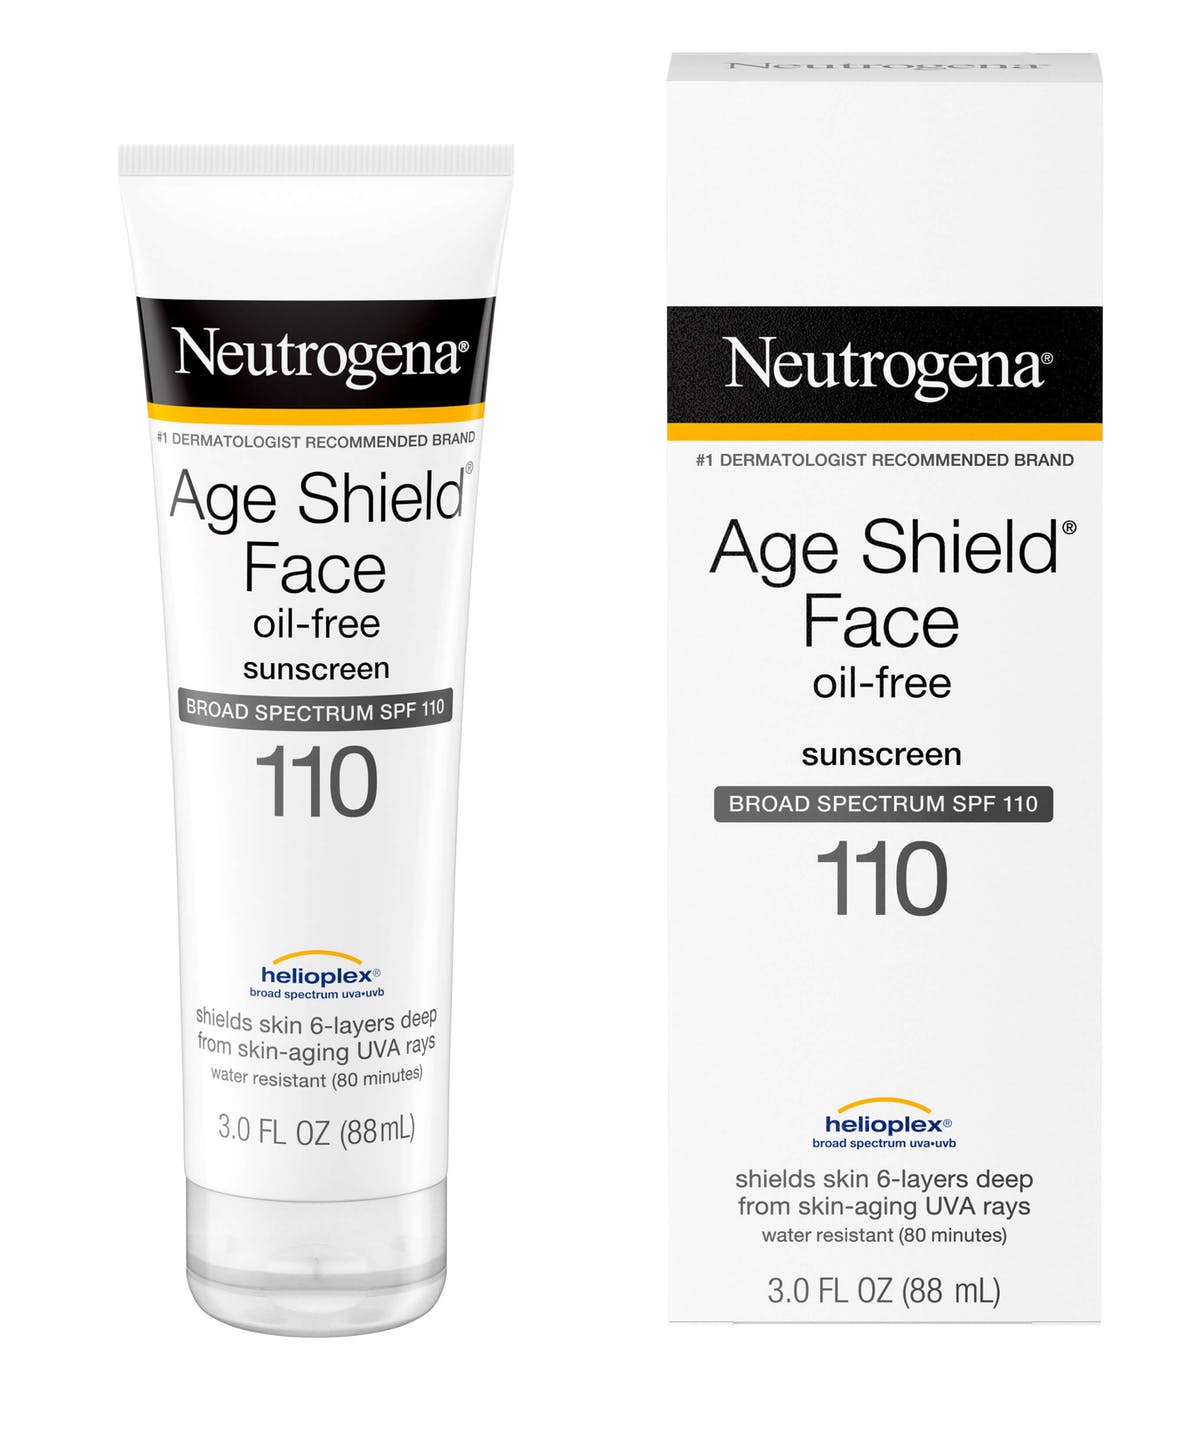 Neutrogena®
#1 DERMATOLOGIST RECOMMENDED BRAND
Age Shield®
Face
oil-free
sunscreen
BROAD SPECTRUM SPF 110
110
helioplex®
broad spectrum uva•uvb
shields skin 6-layers deep
from skin-aging UVA rays
water resistant (80 minutes)
3.0 FL OZ (88 mL)
Neutrogena®
Neutrogena®
#1 DERMATOLOGIST RECOMMENDED BRAND
Age Shield®
Face
oil-free
sunscreen
BROAD SPECTRUM SPF 110
110
helioplex®
broad spectrum uva•uvb
shields skin 6-layers deep
from skin-aging UVA rays
water resistant (80 minutes)
3.0 FL OZ (88 mL)